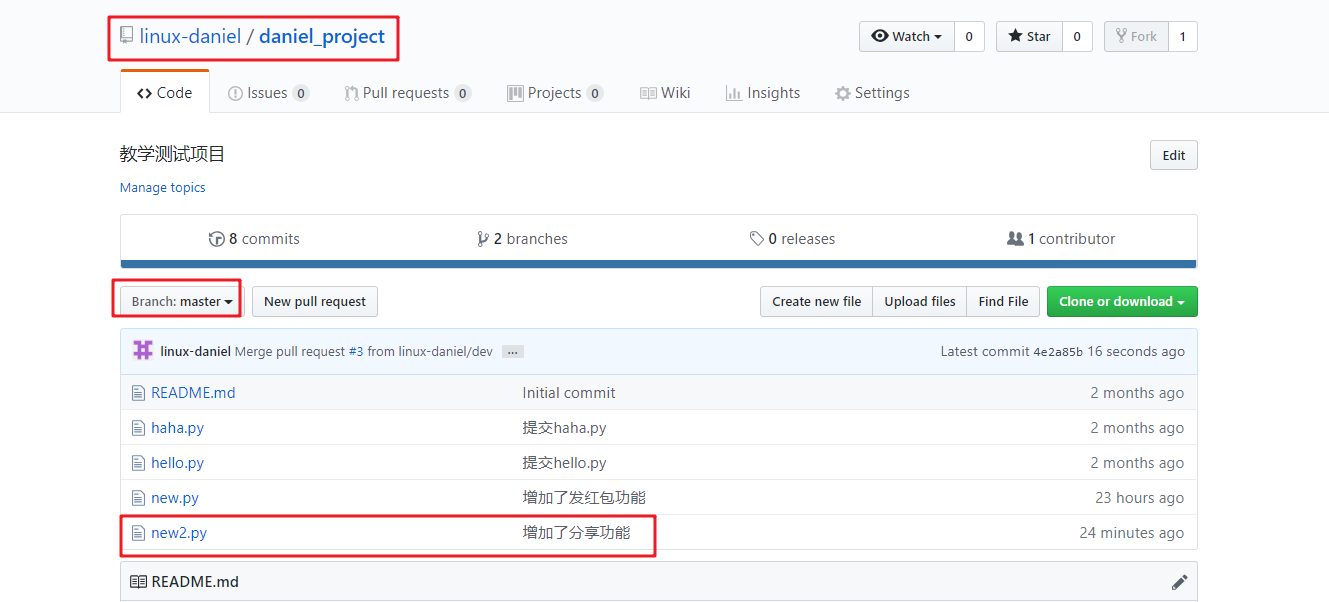 linux-daniel / daniel_project
Watch 0 Star 0 Fork 1
Code Issues 0 Pull requests 0 Projects 0 Wiki Insights Settings
教学测试项目
Edit
Manage topics
8 commits 2 branches 0 releases 1 contributor
Branch: master New pull request Create new file Upload files Find File Clone or download
linux-daniel Merge pull request #3 from linux-daniel/dev ... Latest commit 4e2a85b 16 seconds ago
README.md Initial commit 2 months ago
haha.py 提交haha.py 2 months ago
hello.py 提交hello.py 2 months ago
new.py 增加了发红包功能 23 hours ago
new2.py 增加了分享功能 24 minutes ago
README.md